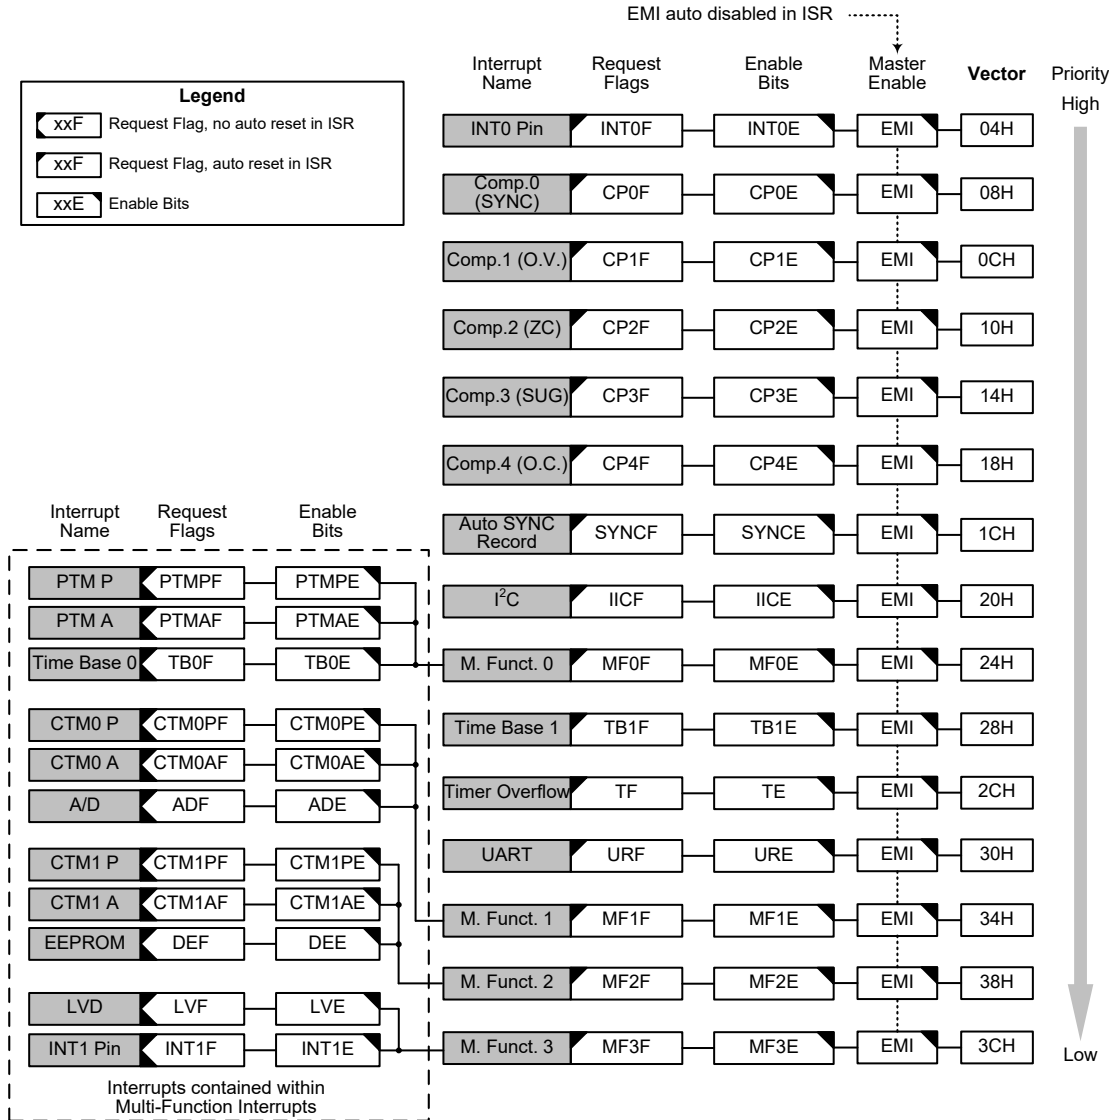 EMI auto disabled in ISR
Interrupt Name Request Flags Enable Bits Master Enable Vector Priority
High
Legend
xxF Request Flag, no auto reset in ISR
xxF Request Flag, auto reset in ISR
xxE Enable Bits
INT0 Pin INT0F INT0E EMI 04H
Comp.0 (SYNC) CP0F CP0E EMI 08H
Comp.1 (O.V.) CP1F CP1E EMI 0CH
Comp.2 (ZC) CP2F CP2E EMI 10H
Comp.3 (SUG) CP3F CP3E EMI 14H
Comp.4 (O.C.) CP4F CP4E EMI 18H
Auto SYNC Record SYNCF SYNCE EMI 1CH
I²C IICF IICE EMI 20H
M. Funct. 0 MF0F MF0E EMI 24H
Time Base 1 TB1F TB1E EMI 28H
Timer Overflow TF TE EMI 2CH
UART URF URE EMI 30H
M. Funct. 1 MF1F MF1E EMI 34H
M. Funct. 2 MF2F MF2E EMI 38H
M. Funct. 3 MF3F MF3E EMI 3CH
Low
Interrupt Name Request Flags Enable Bits
PTM P PTMPF PTMPE
PTM A PTMAF PTMAE
Time Base 0 TB0F TB0E
CTM0 P CTM0PF CTM0PE
CTM0 A CTM0AF CTM0AE
A/D ADF ADE
CTM1 P CTM1PF CTM1PE
CTM1 A CTM1AF CTM1AE
EEPROM DEF DEE
LVD LVF LVE
INT1 Pin INT1F INT1E
Interrupts contained within
Multi-Function Interrupts